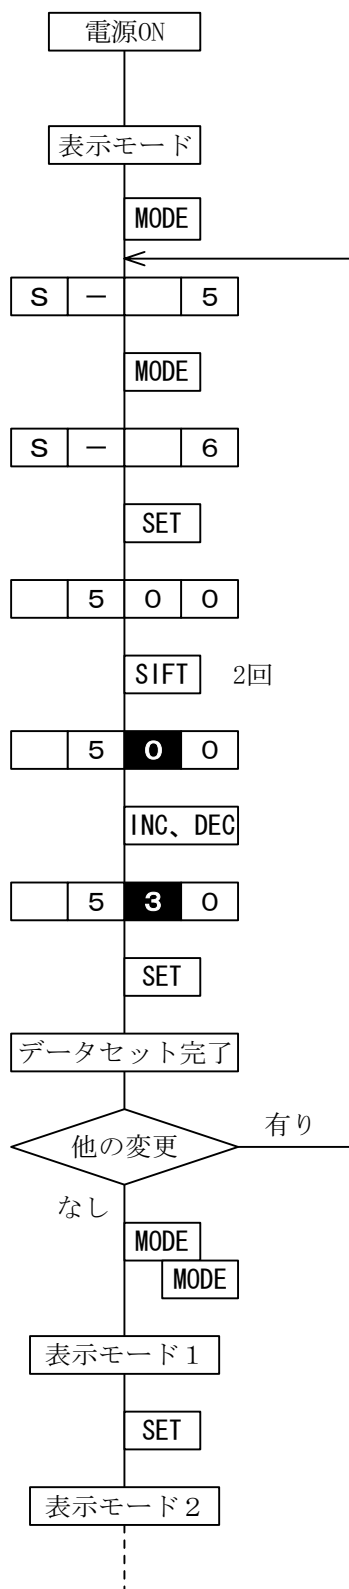 電源ON
表示モード
MODE
S － 5
MODE
S － 6
SET
5 0 0
SIFT 2回
5 0 0
INC、DEC
5 3 0
SET
データセット完了
他の変更 有り
なし
MODE
MODE
表示モード１
SET
表示モード２